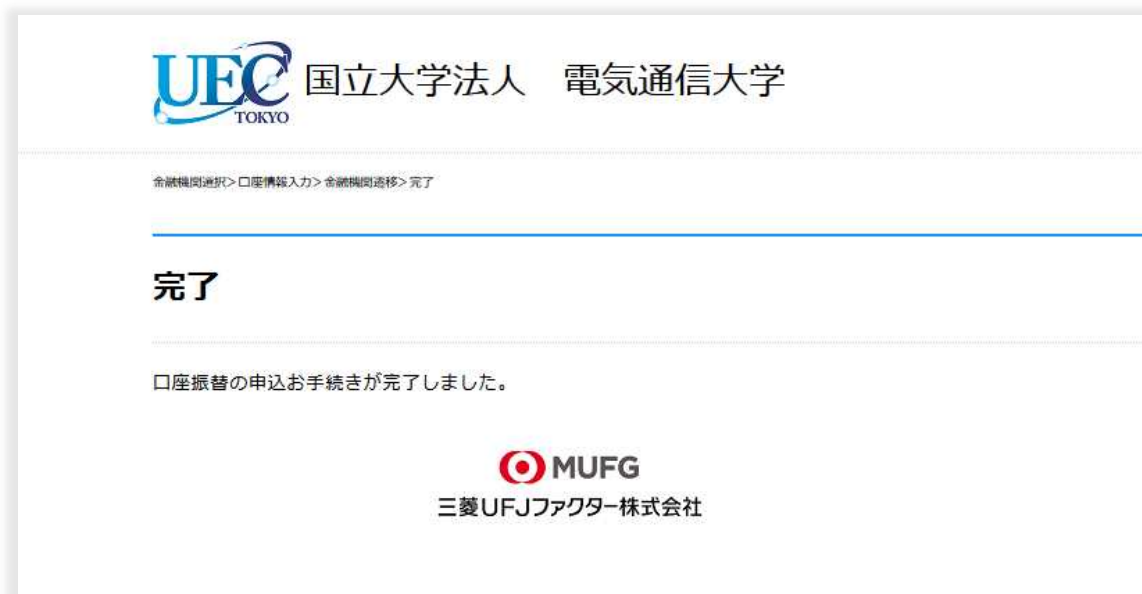 UEC
TOKYO
国立大学法人 電気通信大学
金融機関選択>口座情報入力>金融機関遷移>完了
完了
口座振替の申込お手続きが完了しました。
MUFG
三菱UFJファクター株式会社